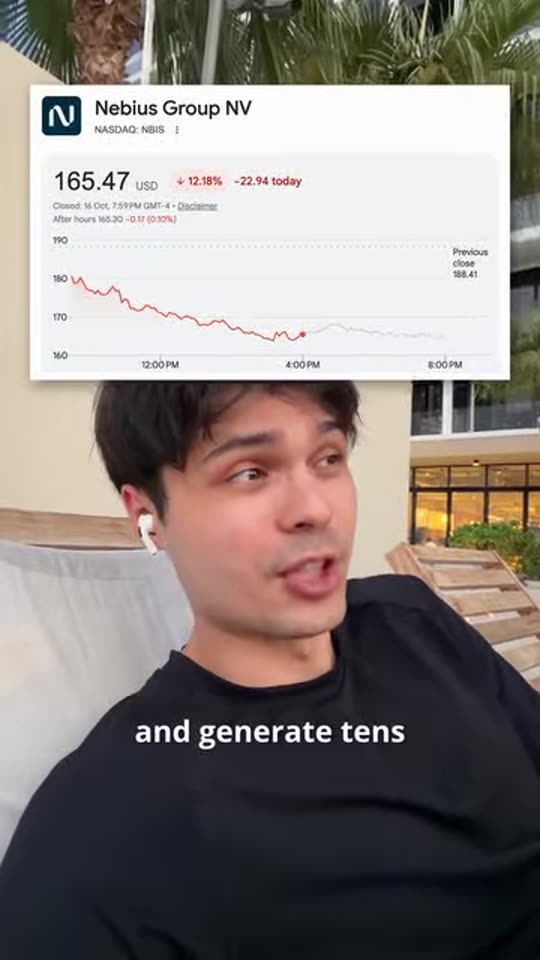 Nebius Group NV
NASDAQ: NBIS
165.47 USD ↓ 12.18% -22.94 today
Closed: 16 Oct, 7:59 PM GMT-4 • Disclaimer
After hours 165.30 -0.17 (0.10%)
190
Previous
close
188.41
180
170
160
12:00 PM 4:00 PM 8:00 PM
and generate tens